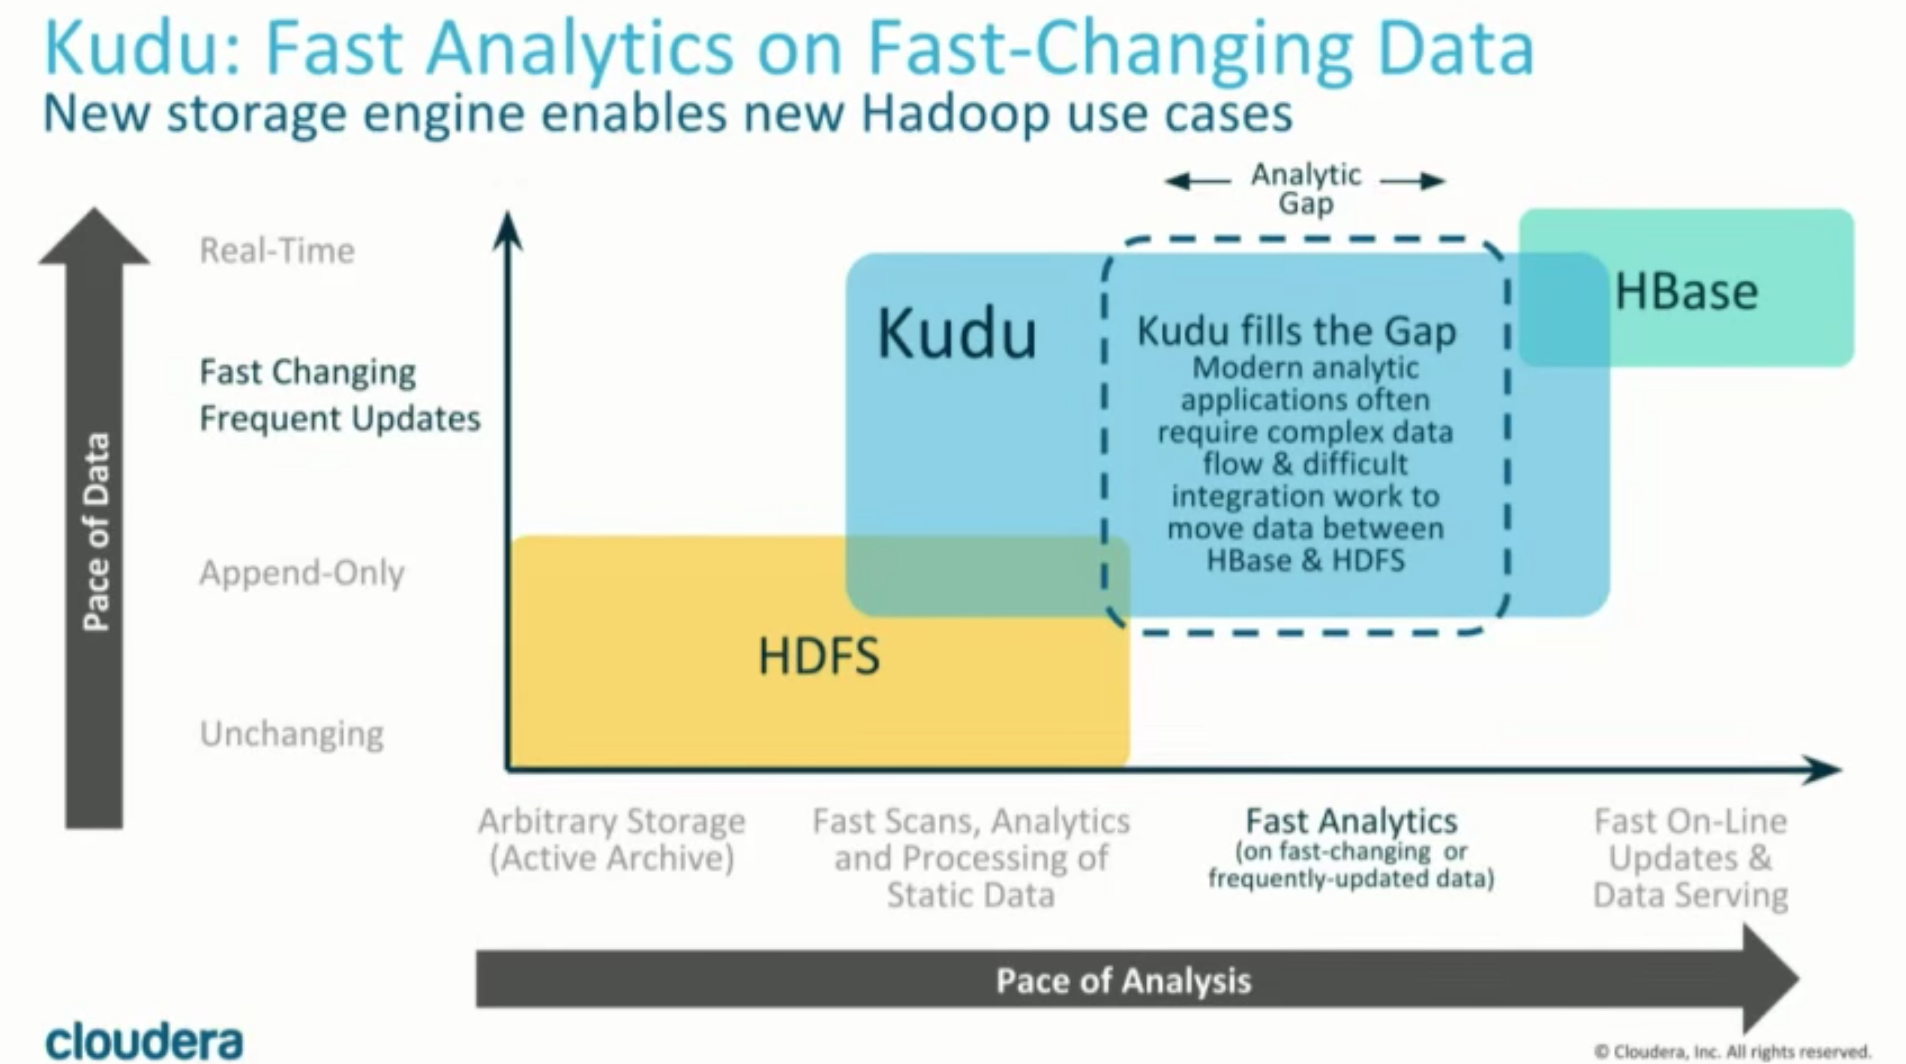 Kudu: Fast Analytics on Fast-Changing Data
New storage engine enables new Hadoop use cases
Analytic
Gap
Pace of Data
Real-Time
Fast Changing
Frequent Updates
Append-Only
Unchanging
Kudu
Kudu fills the Gap
Modern analytic
applications often
require complex data
flow & difficult
integration work to
move data between
HBase & HDFS
HBase
HDFS
Arbitrary Storage
(Active Archive)
Fast Scans, Analytics
and Processing of
Static Data
Fast Analytics
(on fast-changing or
frequently-updated data)
Fast On-Line
Updates &
Data Serving
Pace of Analysis
cloudera
© Cloudera, Inc. All rights reserved.